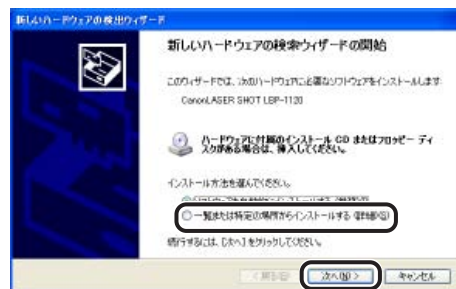 新しいハードウェアの検出ウィザード
新しいハードウェアの検索ウィザードの開始
このウィザードでは、次のハードウェアに必要なソフトウェアをインストールします:
Canon LASER SHOT LBP-1120
ハードウェアに付属のインストール CD またはフロッピー ディ
スクがある場合は、挿入してください。
インストール方法を選んでください。
一覧または特定の場所からインストールする (詳細)(S)
続行するには、[次へ] をクリックしてください。
< 戻る(B)
次へ(N) >
キャンセル